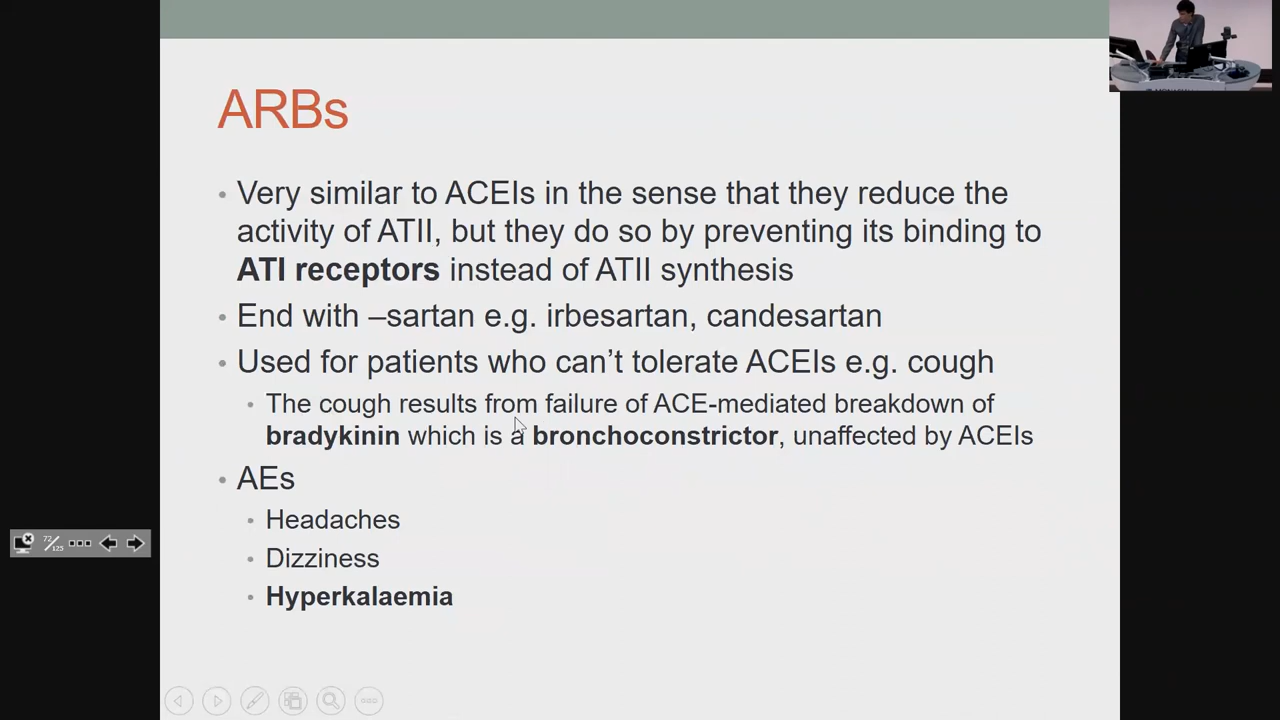 ARBs
• Very similar to ACEIs in the sense that they reduce the
activity of ATII, but they do so by preventing its binding to
ATI receptors instead of ATII synthesis
• End with –sartan e.g. irbesartan, candesartan
• Used for patients who can’t tolerate ACEIs e.g. cough
• The cough results from failure of ACE-mediated breakdown of
bradykinin which is a bronchoconstrictor, unaffected by ACEIs
• AEs
• Headaches
• Dizziness
• Hyperkalaemia
72/125